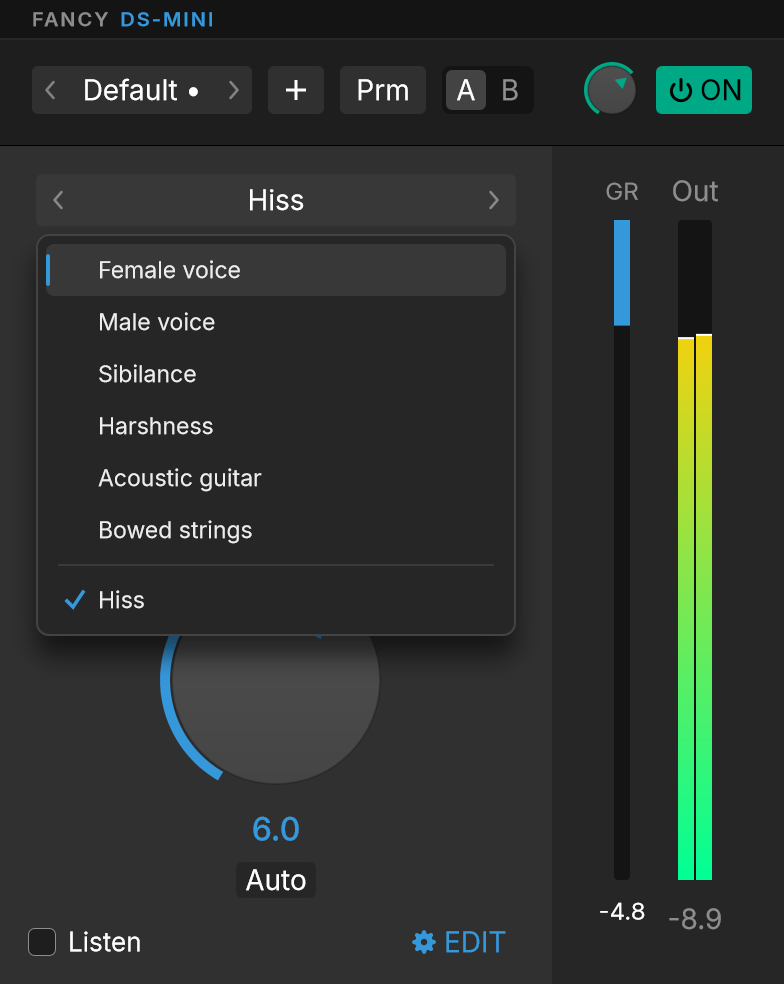 FANCY DS-MINI
Default • + Prm A B ON
Hiss
GR Out
Female voice
Male voice
Sibilance
Harshness
Acoustic guitar
Bowed strings
Hiss
6.0
Auto
-4.8 -8.9
Listen EDIT